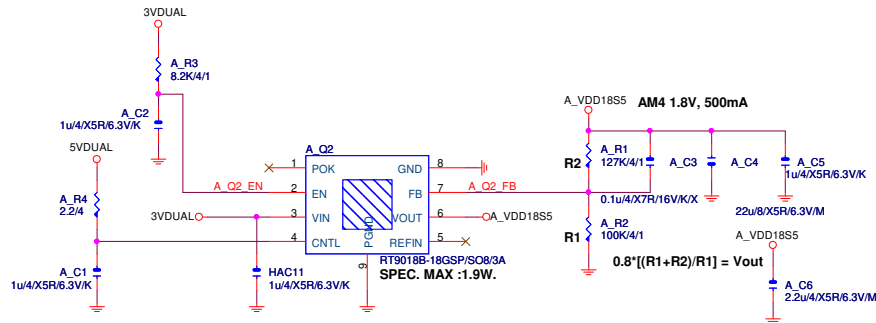 3VDUAL
A_R3
8.2K/4/1
A_C2
1u/4/X5R/6.3V/K
5VDUAL
A_R4
2.2/4
A_C1
1u/4/X5R/6.3V/K
A_Q2_EN
3VDUAL
HAC11
1u/4/X5R/6.3V/K
A_Q2
1 POK GND 8
2 EN FB 7
3 VIN VOUT 6
4 CNTL REFIN 5
PGND
9
RT9018B-18GSP/SO8/3A
SPEC. MAX :1.9W.
A_Q2_FB
A_VDD18S5
A_VDD18S5
AM4 1.8V, 500mA
R2
A_R1
127K/4/1
A_C3
0.1u/4/X7R/16V/K/X
A_C4
22u/8/X5R/6.3V/M
A_C5
1u/4/X5R/6.3V/K
R1
A_R2
100K/4/1
0.8*[(R1+R2)/R1] = Vout
A_VDD18S5
A_C6
2.2u/4/X5R/6.3V/M